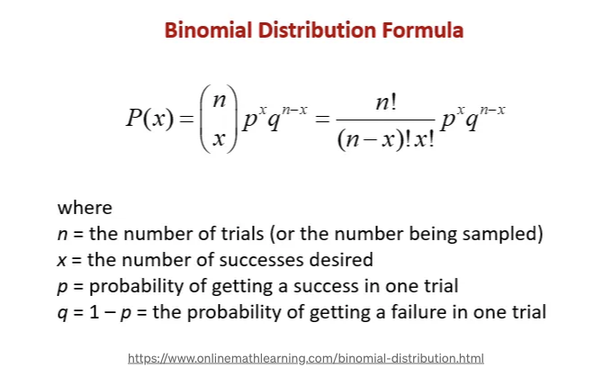 Binomial Distribution Formula
P(x) = (n x) p^x q^{n−x} = n! / (n−x)! x! p^x q^{n−x}
where
n = the number of trials (or the number being sampled)
x = the number of successes desired
p = probability of getting a success in one trial
q = 1 – p = the probability of getting a failure in one trial
https://www.onlinemathlearning.com/binomial-distribution.html